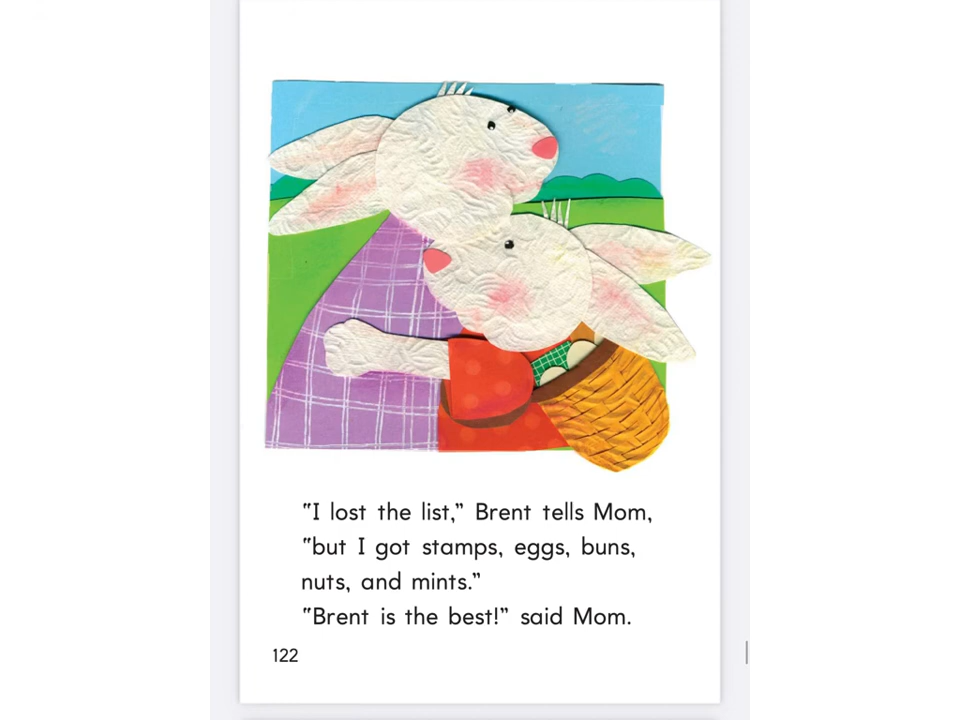 "I lost the list," Brent tells Mom,
"but I got stamps, eggs, buns,
nuts, and mints."
"Brent is the best!" said Mom.
122